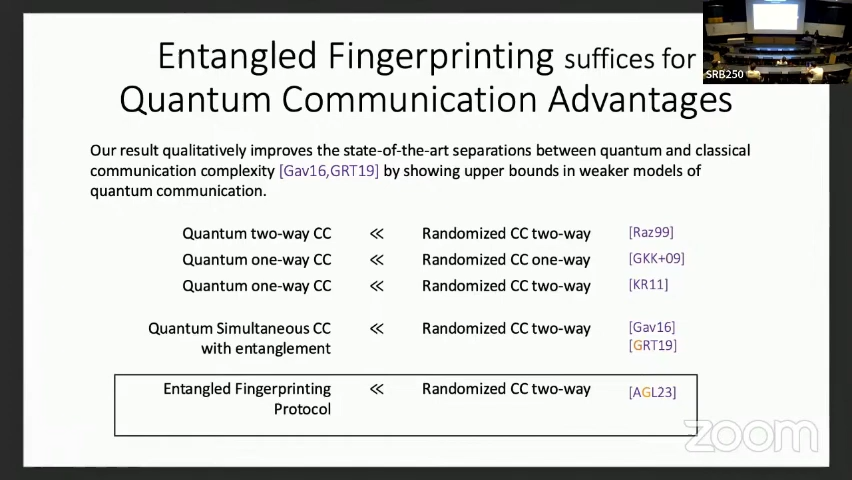 Entangled Fingerprinting suffices for
Quantum Communication Advantages
SRB250
Our result qualitatively improves the state-of-the-art separations between quantum and classical
communication complexity [Gav16,GRT19] by showing upper bounds in weaker models of
quantum communication.
Quantum two-way CC ≪ Randomized CC two-way [Raz99]
Quantum one-way CC ≪ Randomized CC one-way [GKK+09]
Quantum one-way CC ≪ Randomized CC two-way [KR11]
Quantum Simultaneous CC ≪ Randomized CC two-way [Gav16]
with entanglement [GRT19]
Entangled Fingerprinting ≪ Randomized CC two-way [AGL23]
Protocol
zoom